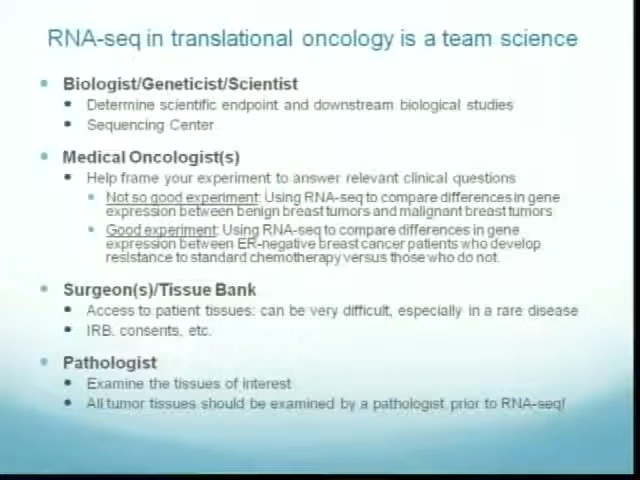 RNA-seq in translational oncology is a team science
Biologist/Geneticist/Scientist
Determine scientific endpoint and downstream biological studies
Sequencing Center
Medical Oncologist(s)
Help frame your experiment to answer relevant clinical questions
Not so good experiment: Using RNA-seq to compare differences in gene
expression between benign breast tumors and malignant breast tumors
Good experiment: Using RNA-seq to compare differences in gene
expression between ER-negative breast cancer patients who develop
resistance to standard chemotherapy versus those who do not.
Surgeon(s)/Tissue Bank
Access to patient tissues: can be very difficult, especially in a rare disease
IRB, consents, etc.
Pathologist
Examine the tissues of interest
All tumor tissues should be examined by a pathologist prior to RNA-seq!